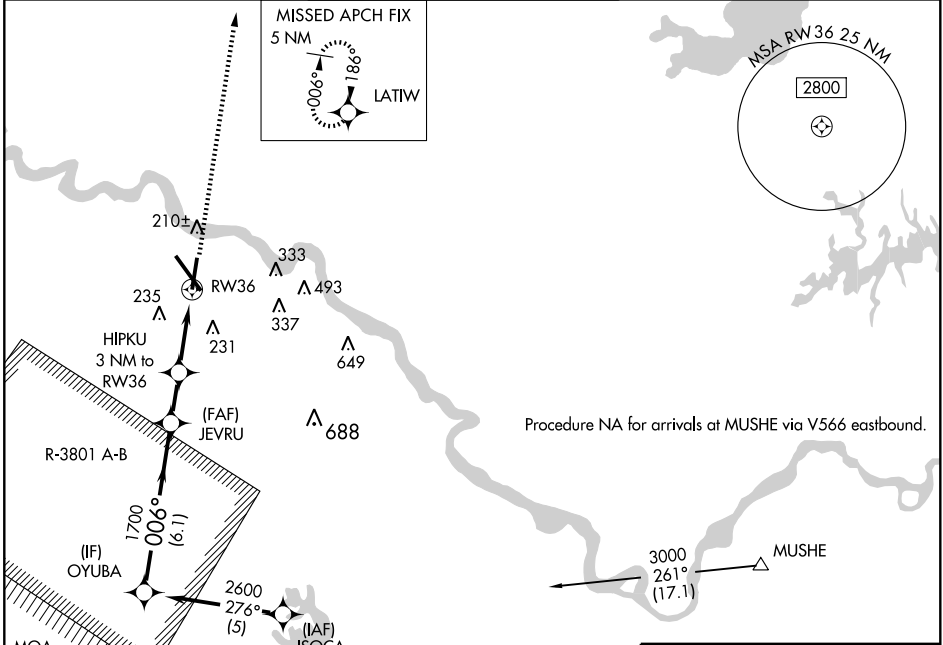 MISSED APCH FIX
5 NM
006°
186°
LATIW
MSA RW36 25 NM
2800
210±
RW36
333
493
337
235
231
649
HIPKU
3 NM to
RW36
(FAF)
JEVRU
688
R-3801 A-B
Procedure NA for arrivals at MUSHE via V566 eastbound.
1700
006°
(6.1)
(IF)
OYUBA
2600
276°
(5)
(IAF)
3000
261°
(17.1)
MUSHE